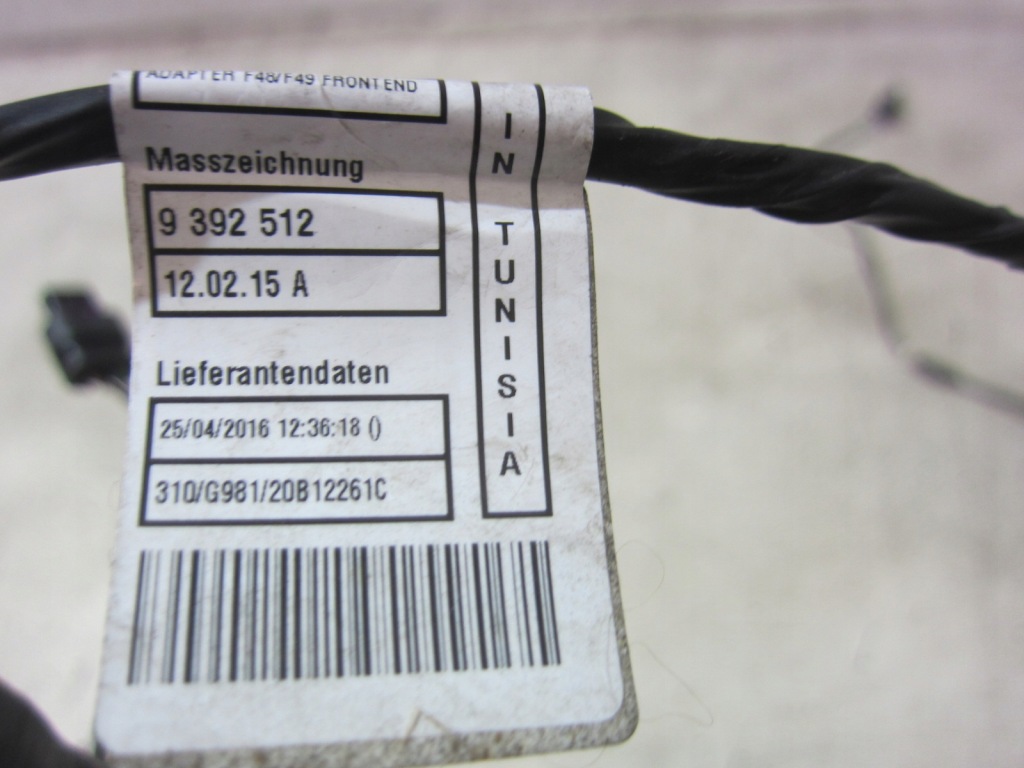 ADAPTER F48/F49 FRONTEND
Masszeichnung
9 392 512
12.02.15 A
Lieferantendaten
25/04/2016 12:36:18 ()
310/G981/20B12261C
IN TUNISIA